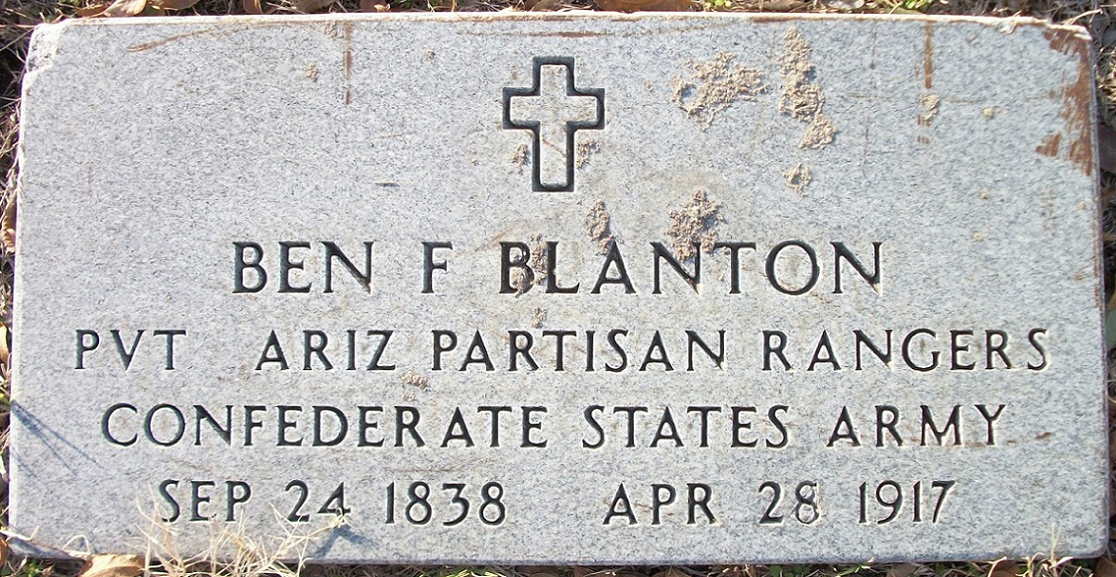 BEN F BLANTON
PVT ARIZ PARTISAN RANGERS
CONFEDERATE STATES ARMY
SEP 24 1838 APR 28 1917